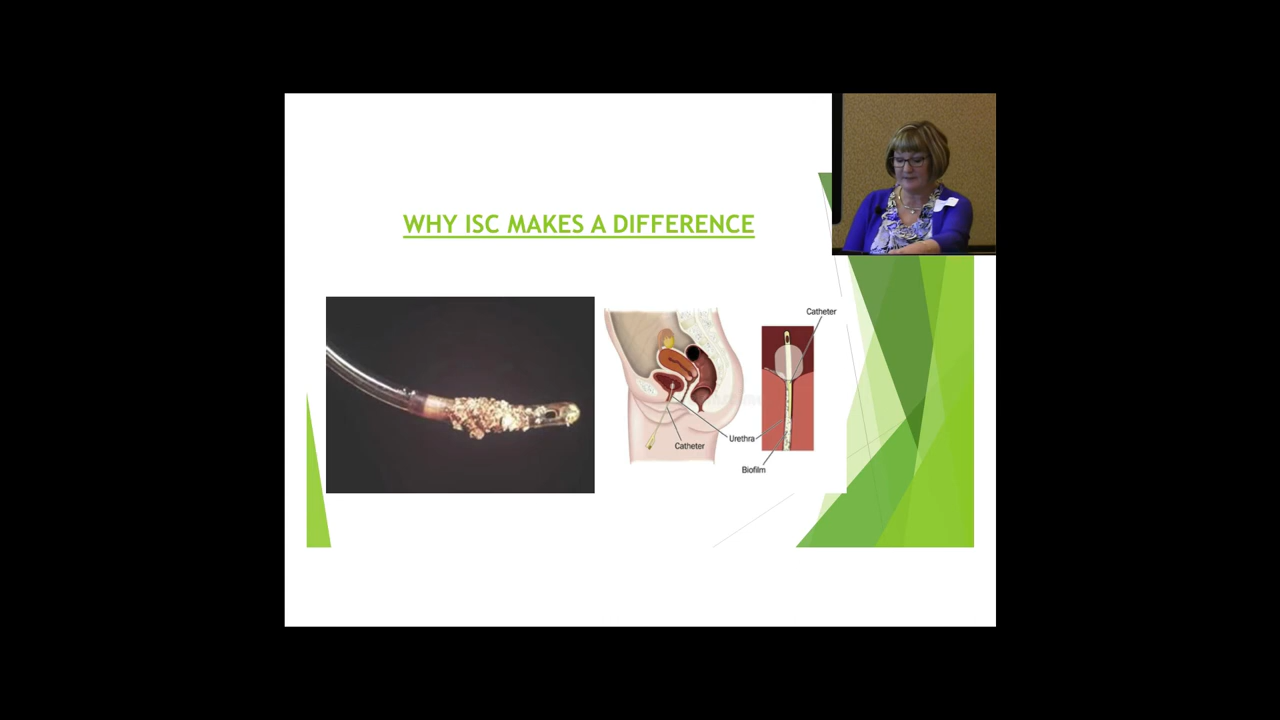 WHY ISC MAKES A DIFFERENCE
Catheter
Catheter
Urethra
Biofilm